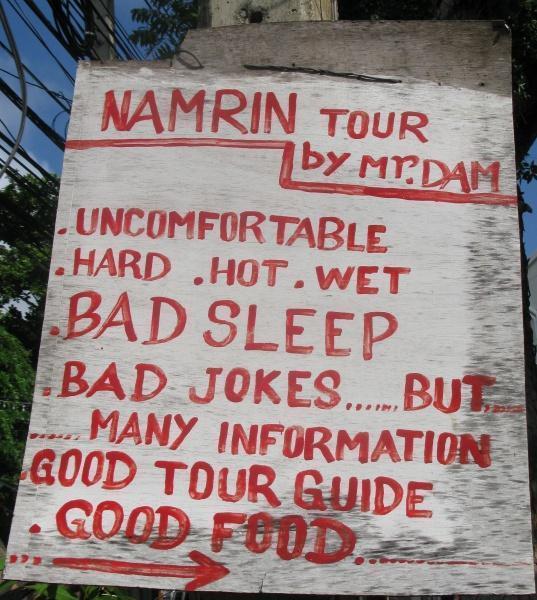 NAMRIN TOUR
by Mr. DAM
.UNCOMFORTABLE
.HARD .HOT .WET
.BAD SLEEP
.BAD JOKES...... BUT....
...... MANY INFORMATION
.GOOD TOUR GUIDE
.GOOD FOOD..............
....